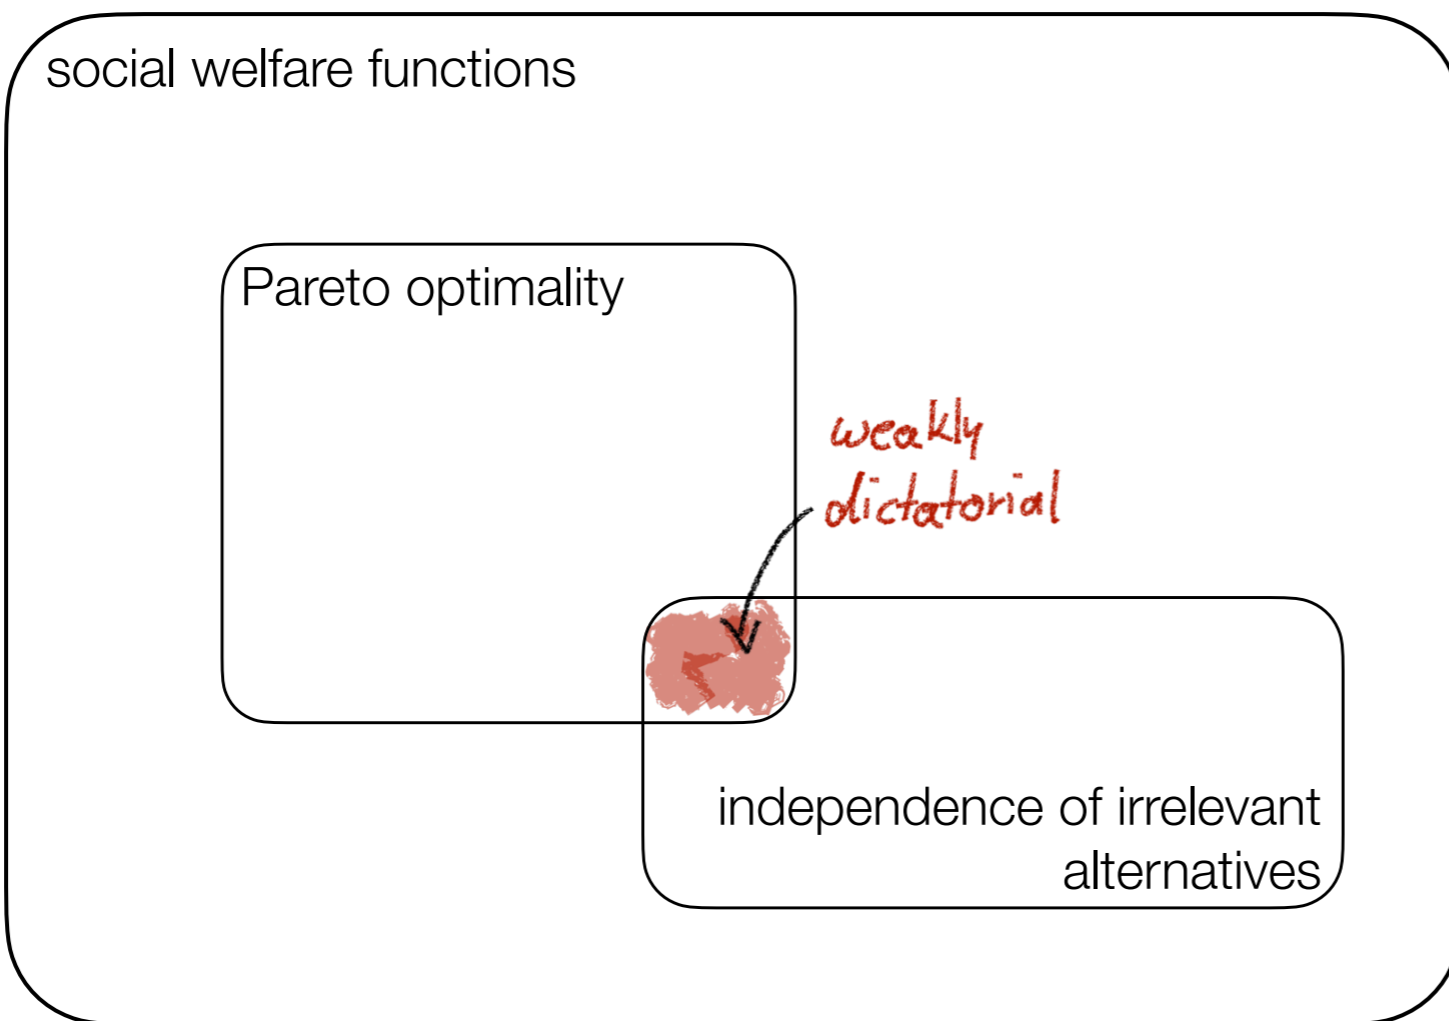 social welfare functions
Pareto optimality
weakly
dictatorial
independence of irrelevant
alternatives